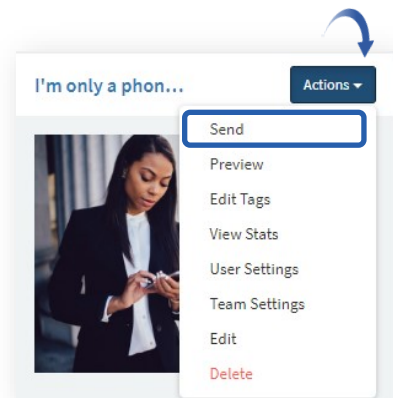 I'm only a phon...
Actions
Send
Preview
Edit Tags
View Stats
User Settings
Team Settings
Edit
Delete